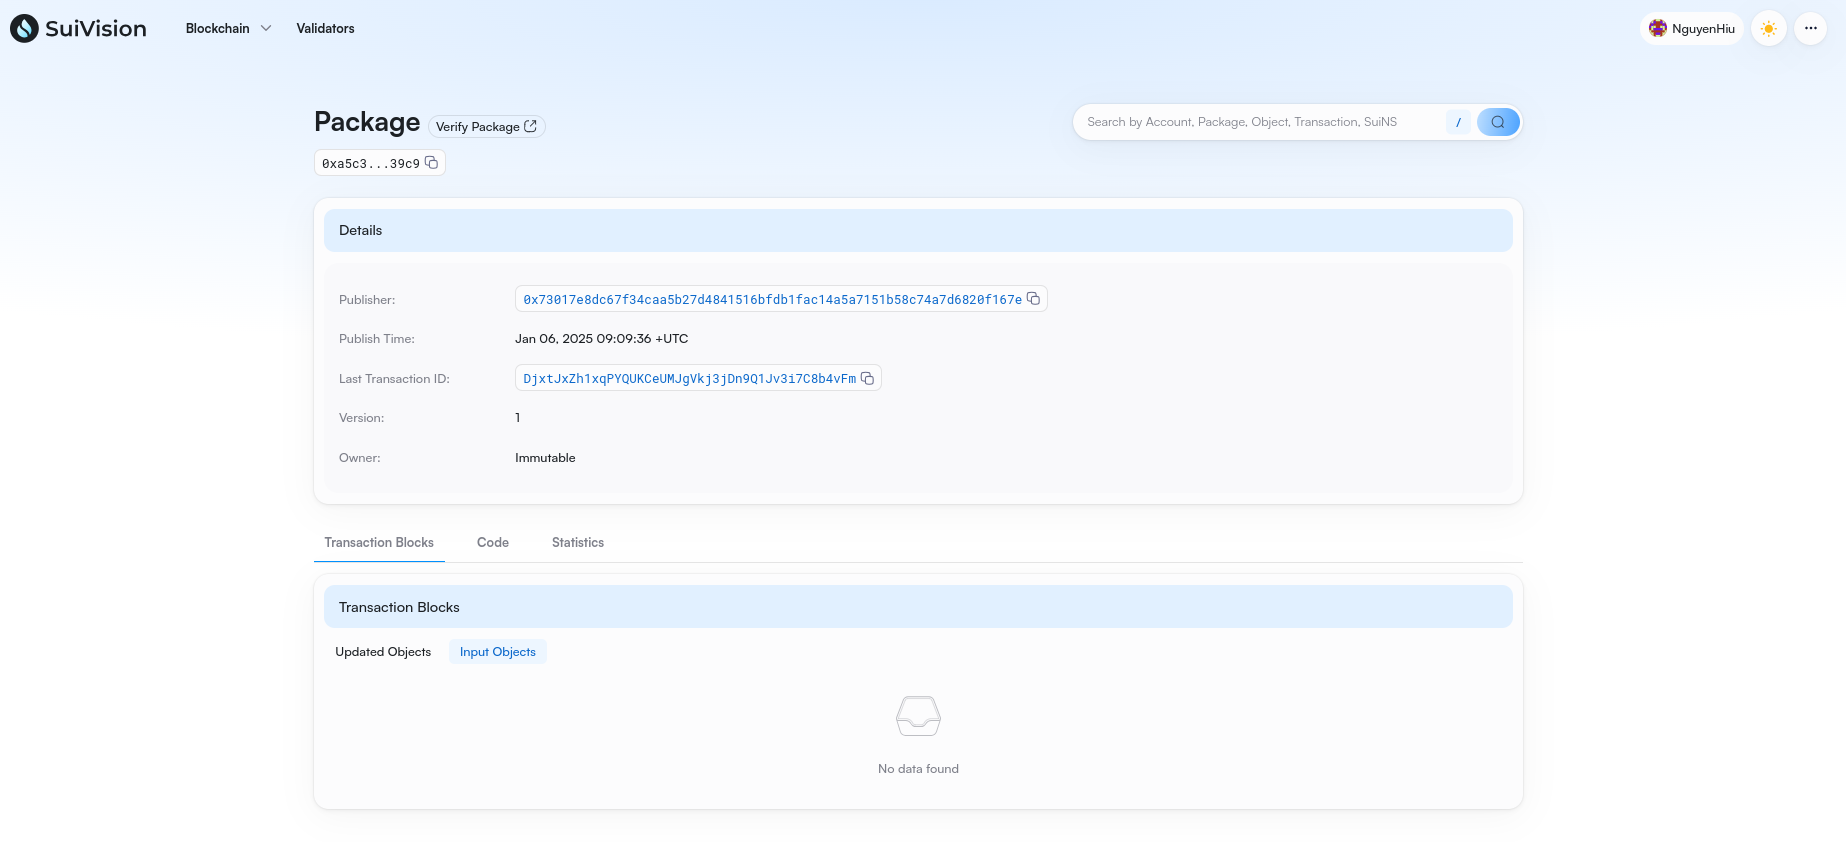 SuiVision
Blockchain
Validators
NguyenHiu
Package
Verify Package
Search by Account, Package, Object, Transaction, SuiNS
/
0xa5c3...39c9
Details
Publisher:
0x73017e8dc67f34caa5b27d4841516bfdb1fac14a5a7151b58c74a7d6820f167e
Publish Time:
Jan 06, 2025 09:09:36 +UTC
Last Transaction ID:
DjxtJxZh1xqPYQUKCeUMJgVkj3jDn9Q1Jv3i7C8b4vFm
Version:
1
Owner:
Immutable
Transaction Blocks
Code
Statistics
Transaction Blocks
Updated Objects
Input Objects
No data found